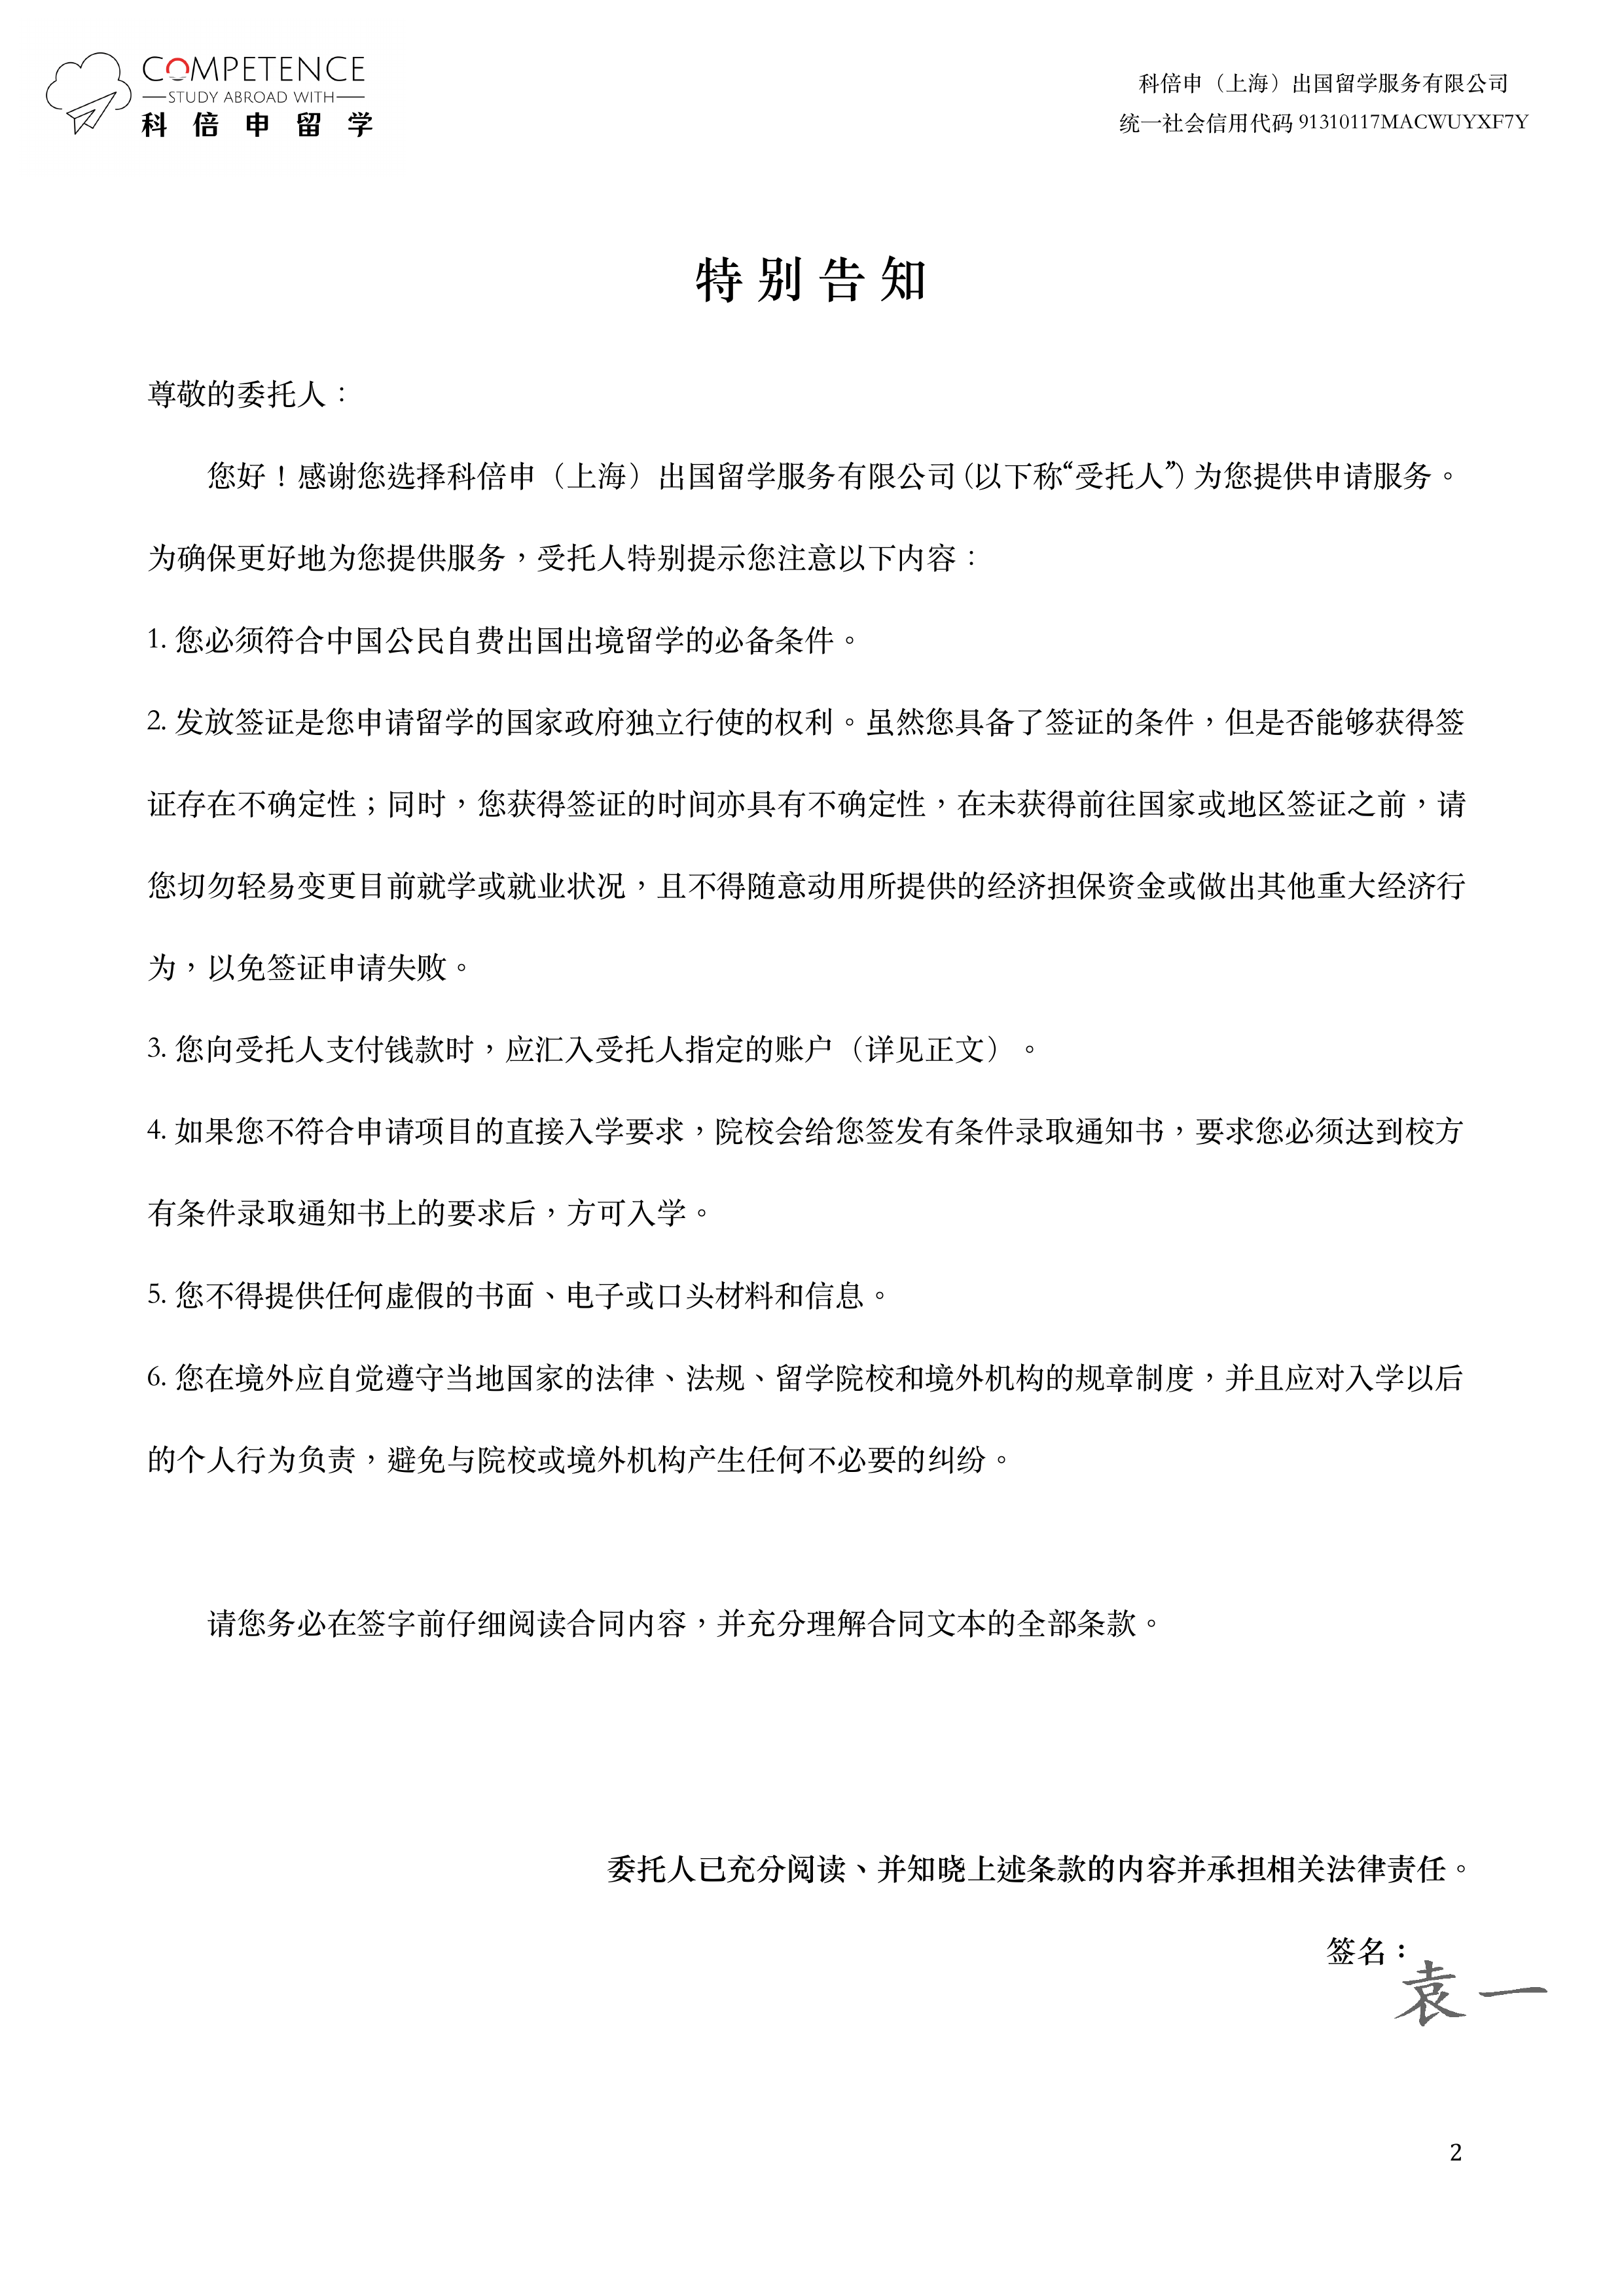 COMPETENCE
STUDY ABROAD WITH
科倍申留学
科倍申（上海）出国留学服务有限公司
统一社会信用代码 91310117MACWUYXF7Y
特别告知
尊敬的委托人：
您好！感谢您选择科倍申（上海）出国留学服务有限公司(以下称“受托人”)为您提供申请服务。
为确保更好地为您提供服务，受托人特别提示您注意以下内容：
1. 您必须符合中国公民自费出国出境留学的必备条件。
2. 发放签证是您申请留学的国家政府独立行使的权利。虽然您具备了签证的条件，但是否能够获得签
证存在不确定性；同时，您获得签证的时间亦具有不确定性，在未获得前往国家或地区签证之前，请
您切勿轻易变更目前就学或就业状况，且不得随意动用所提供的经济担保资金或做出其他重大经济行
为，以免签证申请失败。
3. 您向受托人支付钱款时，应汇入受托人指定的账户（详见正文）。
4. 如果您不符合申请项目的直接入学要求，院校会给您签发有条件录取通知书，要求您必须达到校方
有条件录取通知书上的要求后，方可入学。
5. 您不得提供任何虚假的书面、电子或口头材料和信息。
6. 您在境外应自觉遵守当地国家的法律、法规、留学院校和境外机构的规章制度，并且应对入学以后
的个人行为负责，避免与院校或境外机构产生任何不必要的纠纷。
请您务必在签字前仔细阅读合同内容，并充分理解合同文本的全部条款。
委托人已充分阅读、并知晓上述条款的内容并承担相关法律责任。
签名：
袁一
2